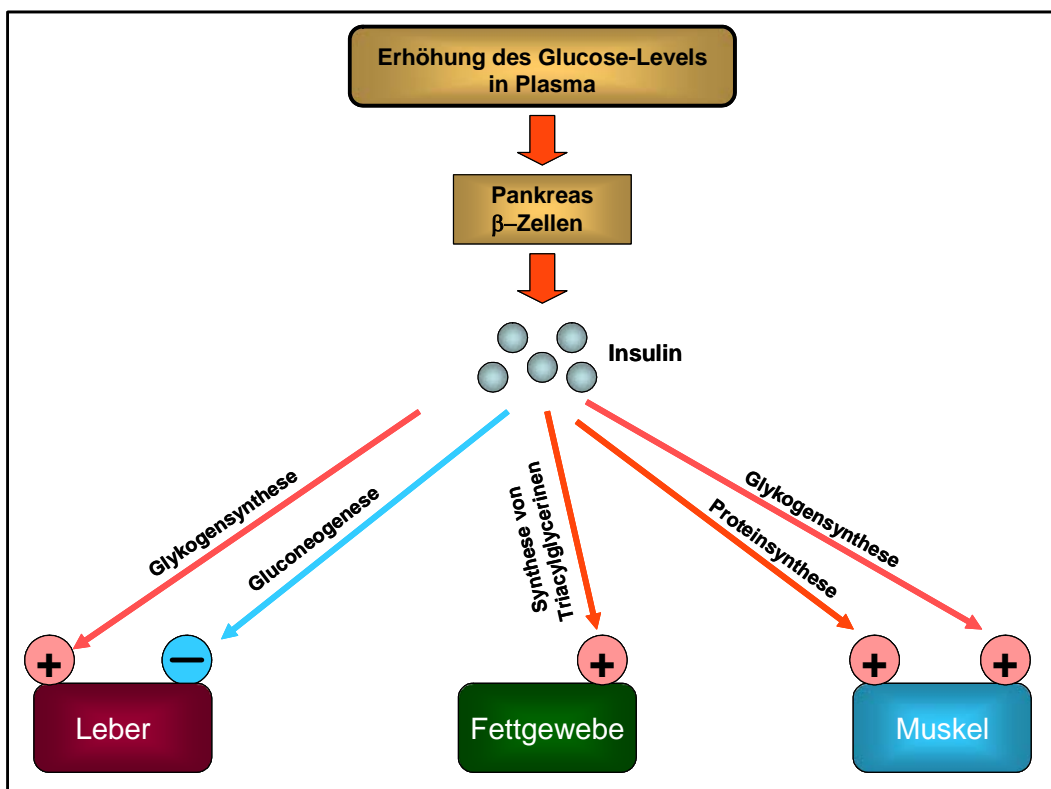 Erhöhung des Glucose-Levels
in Plasma
Pankreas
β–Zellen
Insulin
Glykogensynthese
Gluconeogenese
Synthese von
Triacylglycerinen
Proteinsynthese
Glykogensynthese
+
–
+
+
+
Leber
Fettgewebe
Muskel